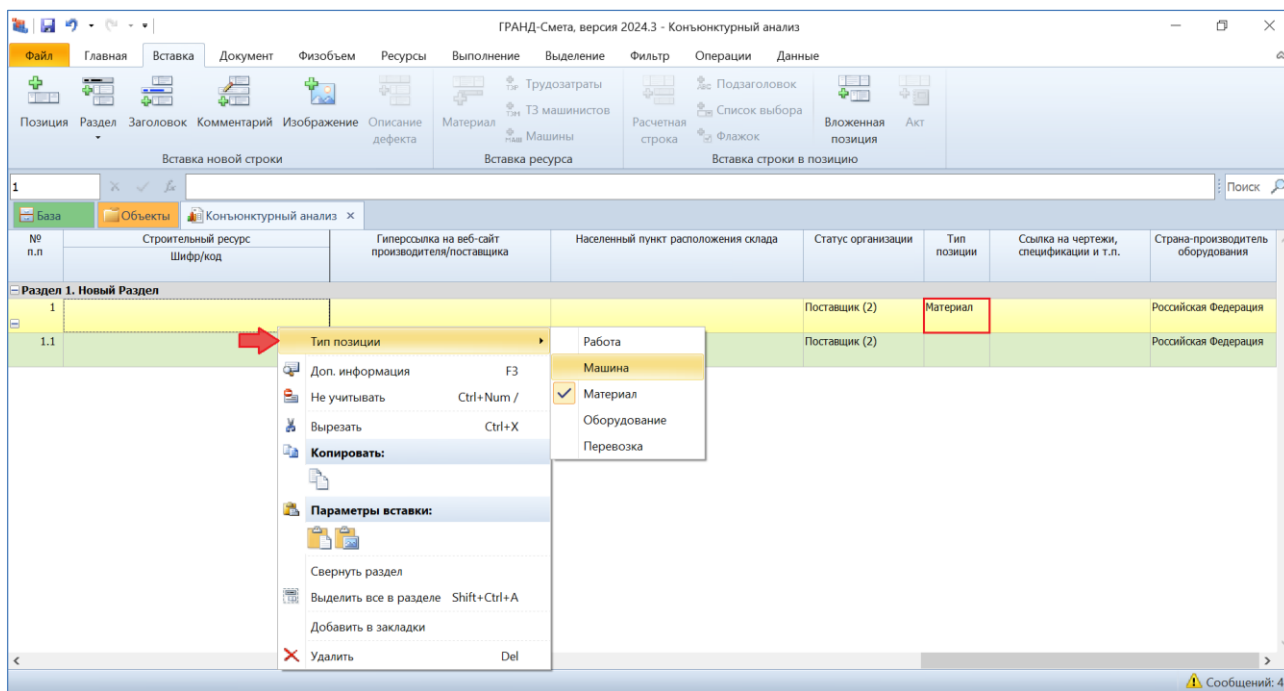 ГРАНД-Смета, версия 2024.3 - Конъюнктурный анализ
Файл Главная Вставка Документ Физобъем Ресурсы Выполнение Выделение Фильтр Операции Данные
Трудозатраты Подзаголовок
ТЗ машинистов Список выбора
Позиция Раздел Заголовок Комментарий Изображение Описание дефекта Материал Расчетная строка Вложенная позиция Акт
Машины Флажок
Вставка новой строки Вставка ресурса Вставка строки в позицию
1 Поиск
База Объекты Конъюнктурный анализ
№ п.п Строительный ресурс Гиперссылка на веб-сайт производителя/поставщика Населенный пункт расположения склада Статус организации Тип позиции Ссылка на чертежи, спецификации и т.п. Страна-производитель оборудования
Шифр/код
Раздел 1. Новый Раздел
1 Поставщик (2) Материал Российская Федерация
1.1 Поставщик (2) Российская Федерация
Тип позиции
Доп. информация F3
Не учитывать Ctrl+Num /
Вырезать Ctrl+X
Копировать:
Параметры вставки:
Свернуть раздел
Выделить все в разделе Shift+Ctrl+A
Добавить в закладки
Удалить Del
Работа
Машина
Материал
Оборудование
Перевозка
Сообщений: 4